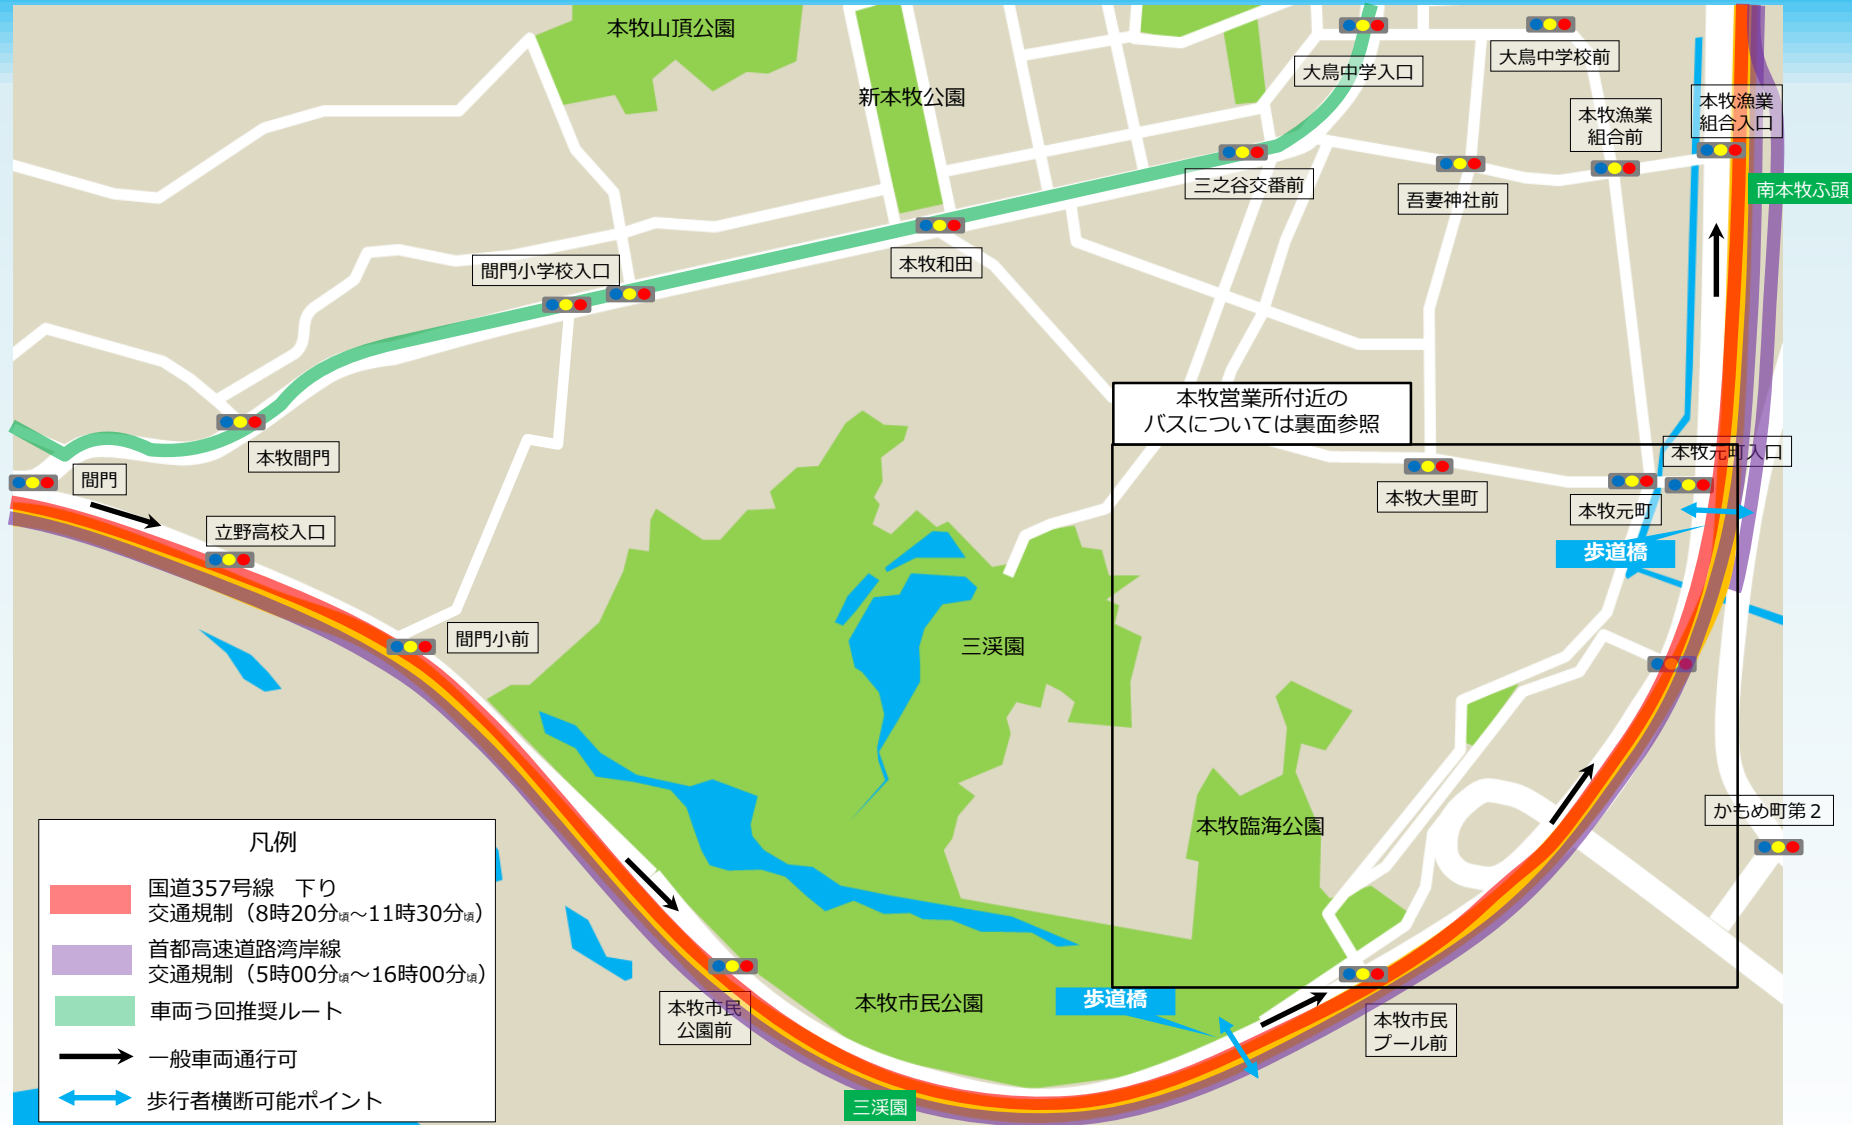 本牧山頂公園
新本牧公園
大鳥中学入口
大鳥中学校前
本牧漁業
組合前
本牧漁業
組合入口
三之谷交番前
吾妻神社前
南本牧ふ頭
間門小学校入口
本牧和田
本牧営業所付近の
バスについては裏面参照
本牧間門
間門
本牧大里町
本牧元町入口
本牧元町
立野高校入口
歩道橋
間門小前
三渓園
本牧臨海公園
かもめ町第2
本牧市民
公園前
本牧市民公園
歩道橋
本牧市民
プール前
三渓園
凡例
国道357号線 下り
交通規制（8時20分頃～11時30分頃）
首都高速道路湾岸線
交通規制（5時00分頃～16時00分頃）
車両う回推奨ルート
一般車両通行可
歩行者横断可能ポイント